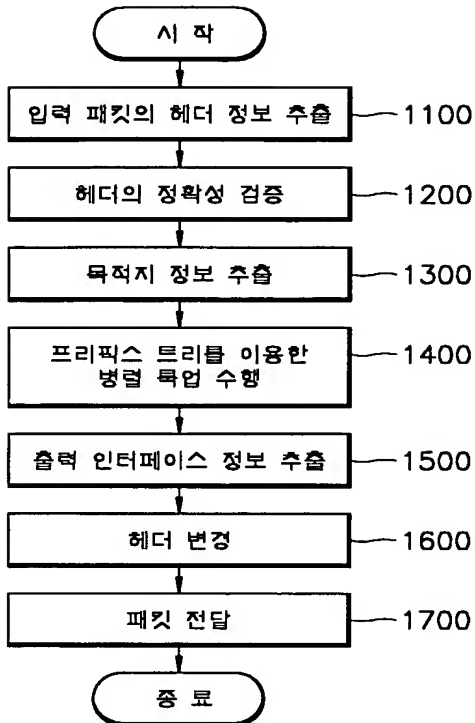 시 작
입력 패킷의 헤더 정보 추출
1100
헤더의 정확성 검증
1200
목적지 정보 추출
1300
프리픽스 트리를 이용한
병렬 룩업 수행
1400
출력 인터페이스 정보 추출
1500
헤더 변경
1600
패킷 전달
1700
종 료